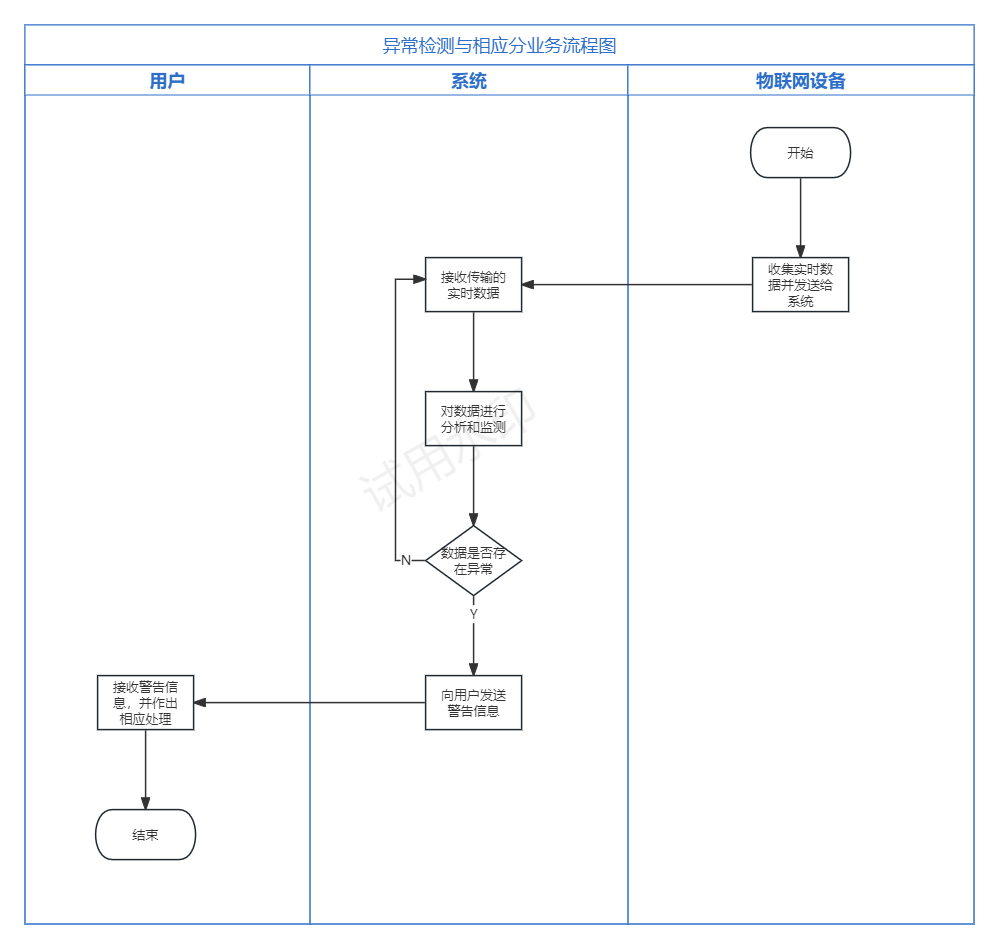 异常检测与相应分业务流程图
用户
系统
物联网设备
开始
接收传输的
实时数据
收集实时数
据并发送给
系统
对数据进行
分析和监测
试用水印
数据是否存
在异常
N
Y
接收警告信
息，并作出
相应处理
向用户发送
警告信息
结束